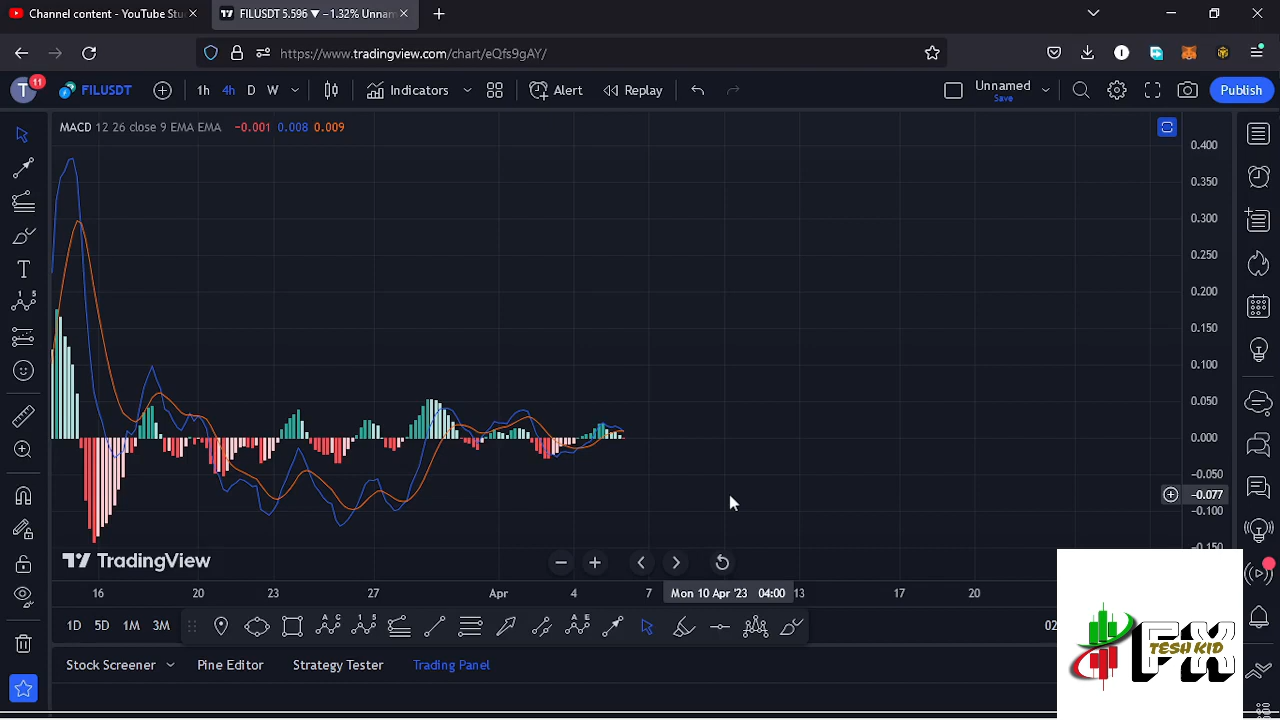 Channel content - YouTube Stu
FILUSDT 5.596 ▼ −1.32% Unnam
https://www.tradingview.com/chart/eQfs9gAY/
T 11 FILUSDT 1h 4h D W Indicators Alert Replay Unnamed Save Publish
MACD 12 26 close 9 EMA EMA −0.001 0.008 0.009
0.400
0.350
0.300
0.250
0.200
0.150
0.100
0.050
0.000
−0.050
−0.077
−0.100
−0.150
TradingView
16 20 23 27 Apr 4 7 Mon 10 Apr '23 04:00 13 17 20
1D 5D 1M 3M
02
Stock Screener Pine Editor Strategy Tester Trading Panel
FX
TESH KID